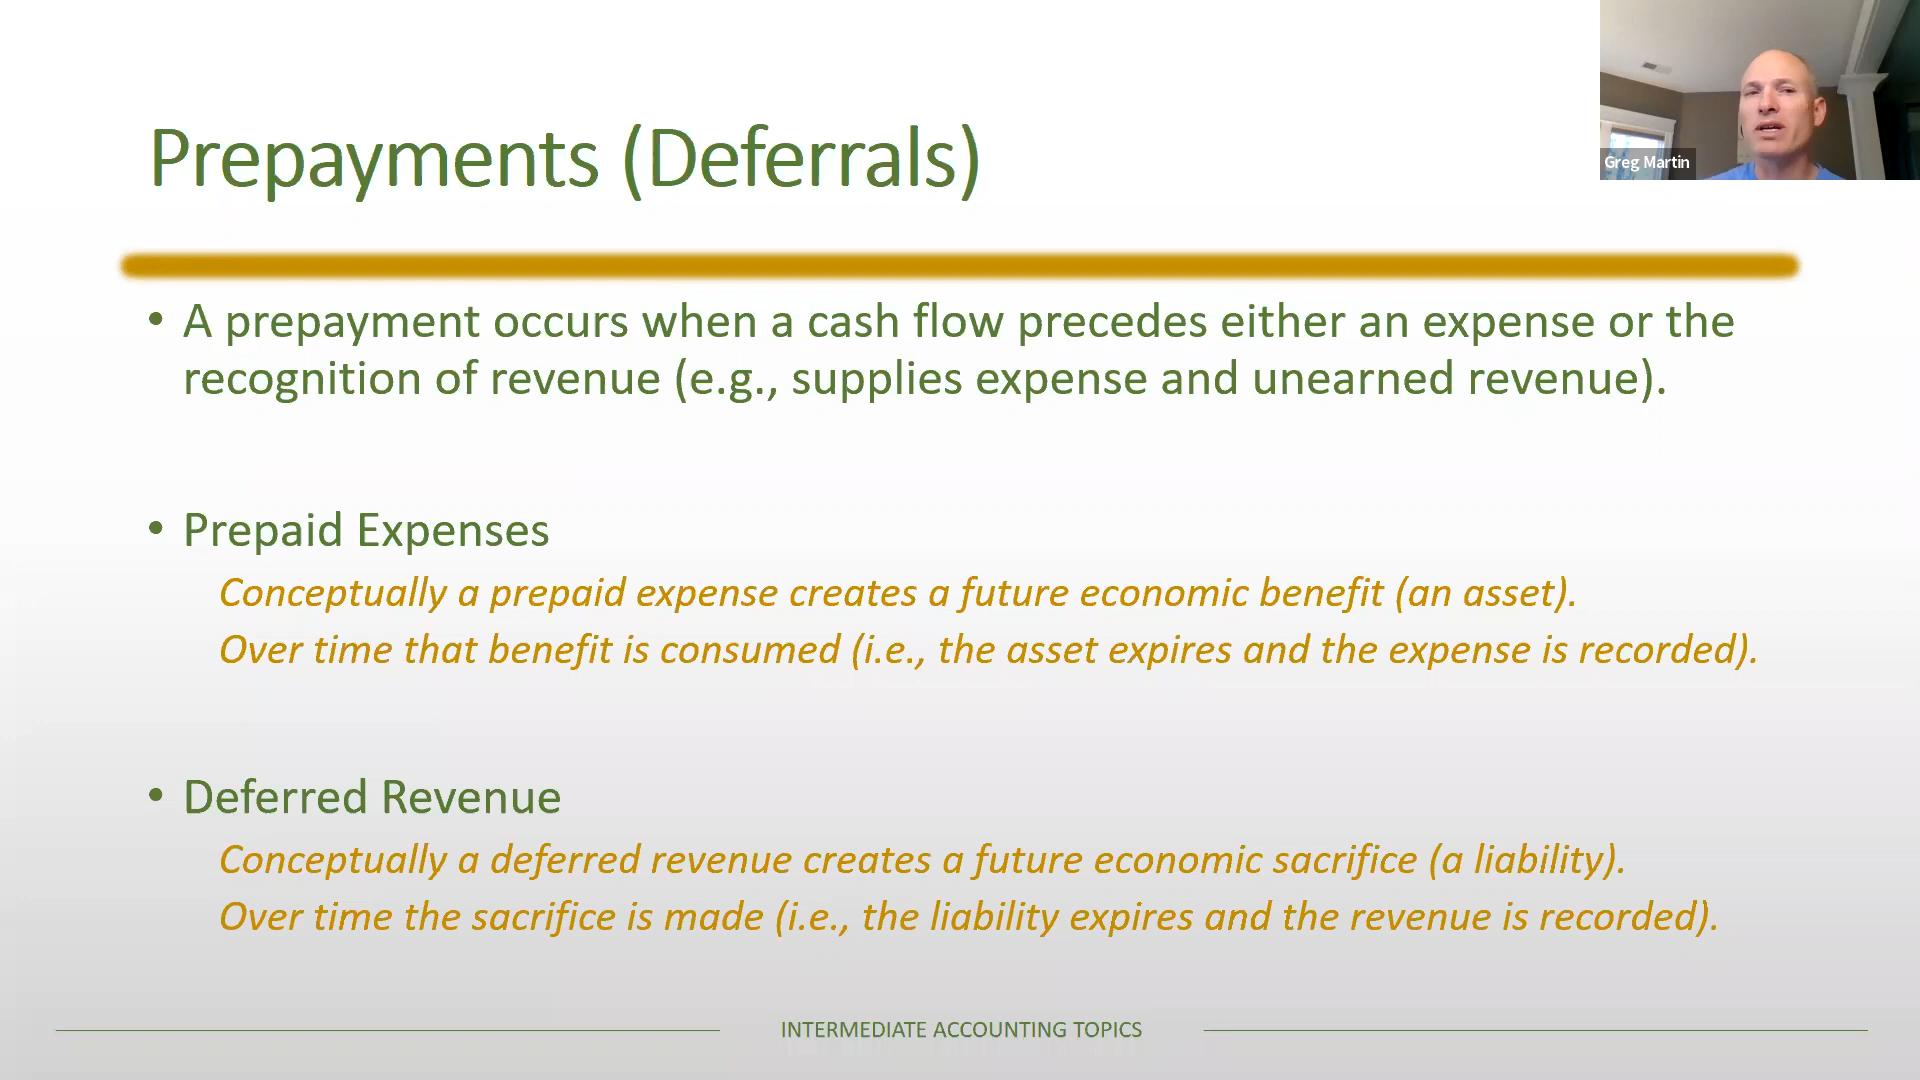 Prepayments (Deferrals)
Greg Martin
• A prepayment occurs when a cash flow precedes either an expense or the
recognition of revenue (e.g., supplies expense and unearned revenue).
• Prepaid Expenses
Conceptually a prepaid expense creates a future economic benefit (an asset).
Over time that benefit is consumed (i.e., the asset expires and the expense is recorded).
• Deferred Revenue
Conceptually a deferred revenue creates a future economic sacrifice (a liability).
Over time the sacrifice is made (i.e., the liability expires and the revenue is recorded).
INTERMEDIATE ACCOUNTING TOPICS